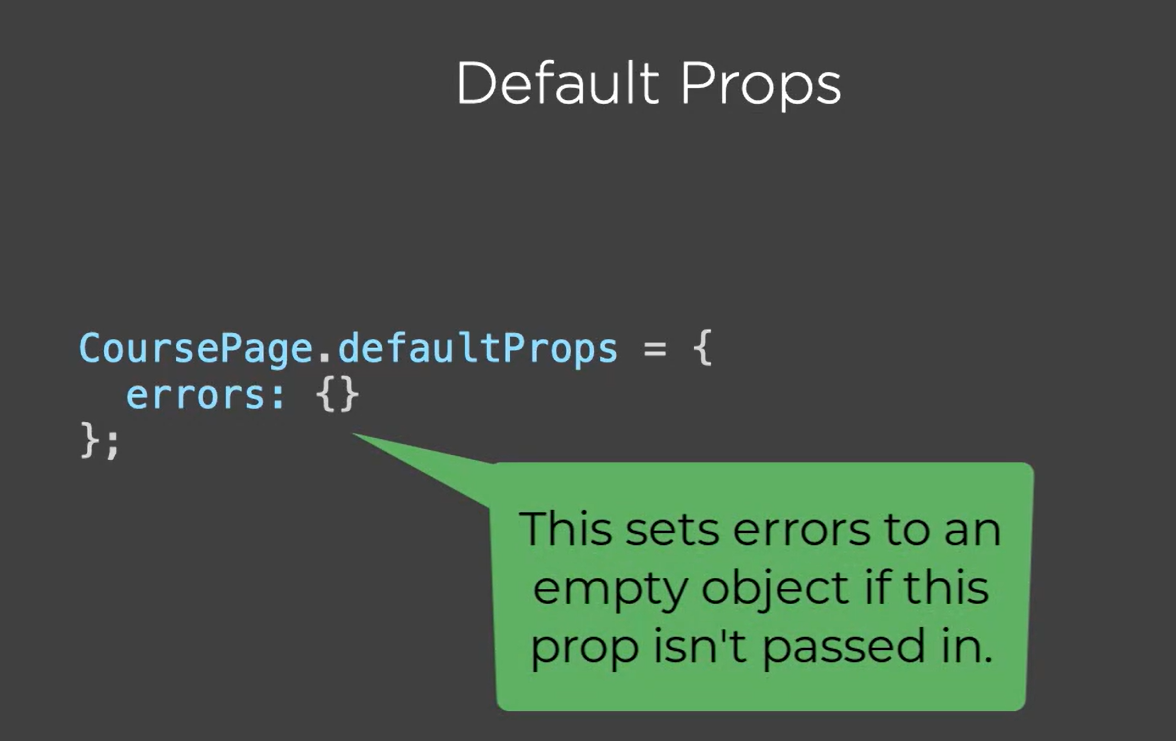 Default Props
CoursePage.defaultProps = {
  errors: {}
};
This sets errors to an
empty object if this
prop isn't passed in.